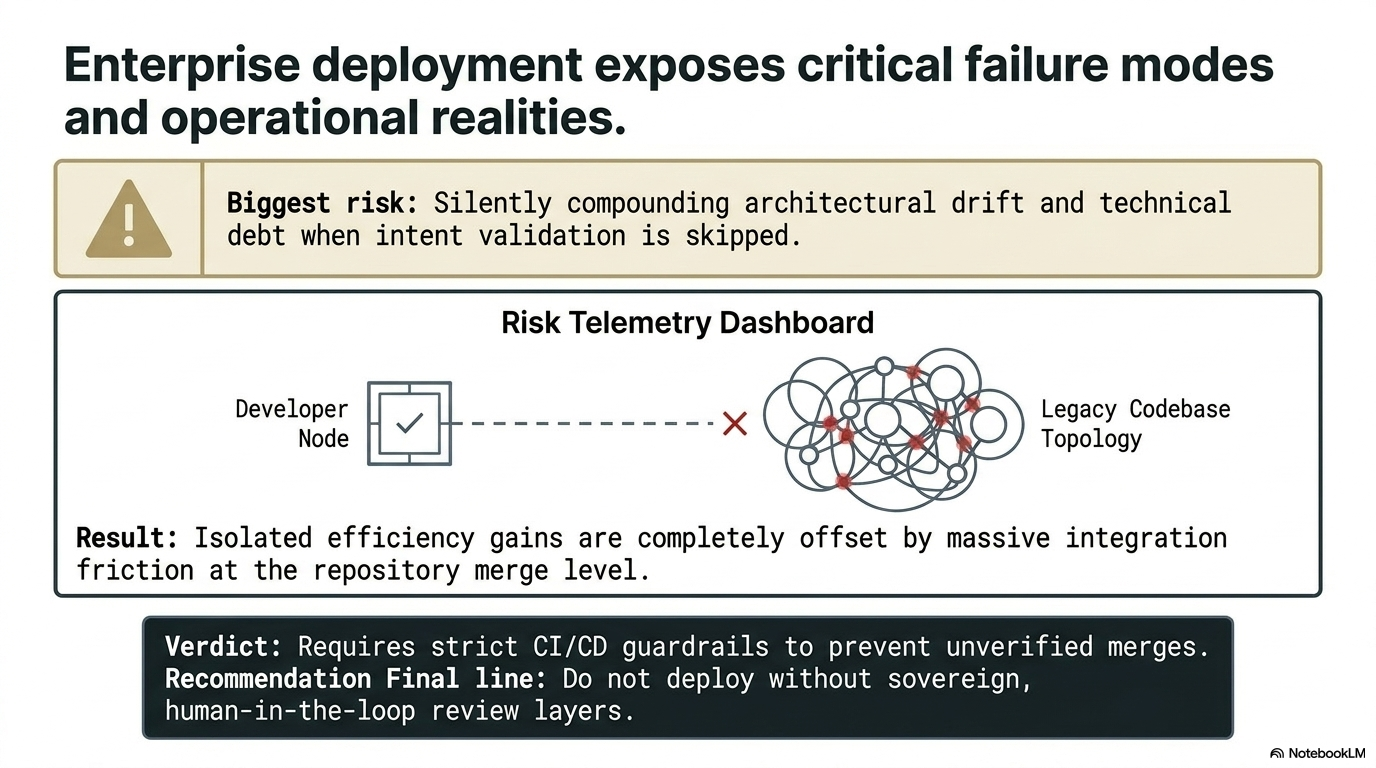 Enterprise deployment exposes critical failure modes
and operational realities.
Biggest risk: Silently compounding architectural drift and technical
debt when intent validation is skipped.
Risk Telemetry Dashboard
Developer
Node
Legacy Codebase
Topology
Result: Isolated efficiency gains are completely offset by massive integration
friction at the repository merge level.
Verdict: Requires strict CI/CD guardrails to prevent unverified merges.
Recommendation Final line: Do not deploy without sovereign,
human-in-the-loop review layers.
NotebookLM